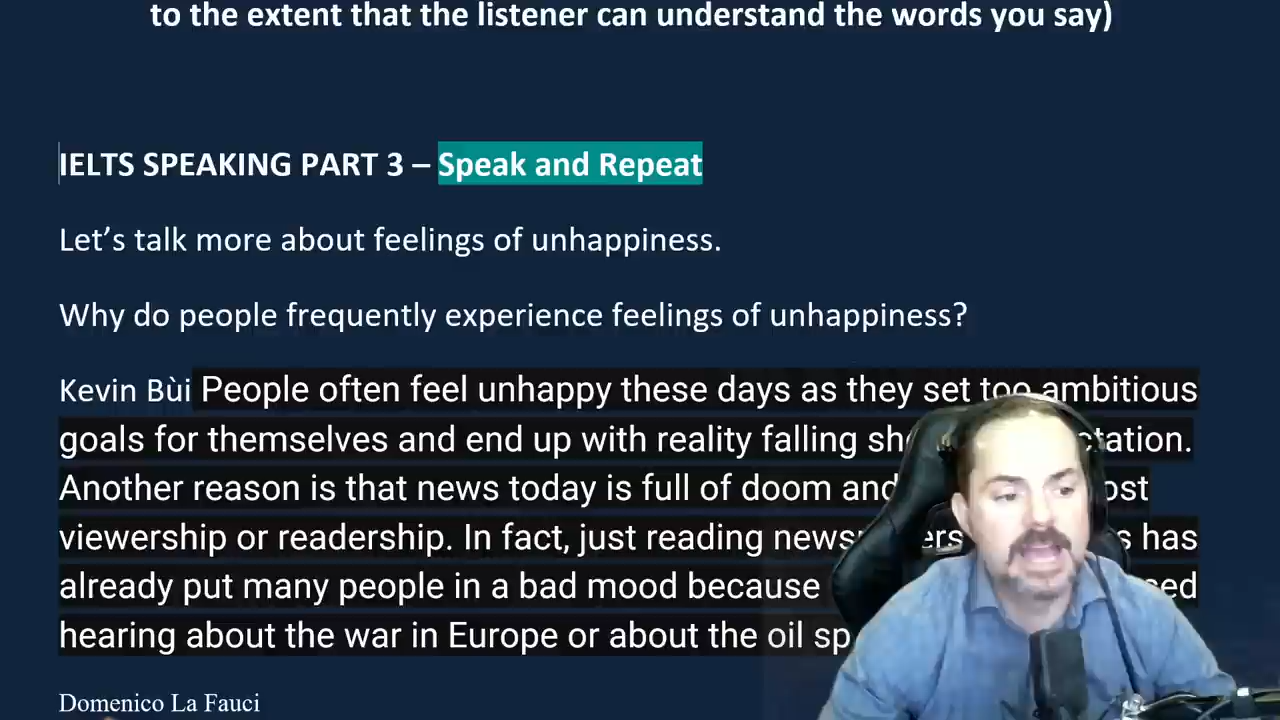 to the extent that the listener can understand the words you say)
IELTS SPEAKING PART 3 – Speak and Repeat
Let's talk more about feelings of unhappiness.
Why do people frequently experience feelings of unhappiness?
Kevin Bùi People often feel unhappy these days as they set too ambitious
goals for themselves and end up with reality falling
Another reason is that news today is full of doom and
viewership or readership. In fact, just reading has
already put many people in a bad mood because
hearing about the war in Europe or about the oil
Domenico La Fauci